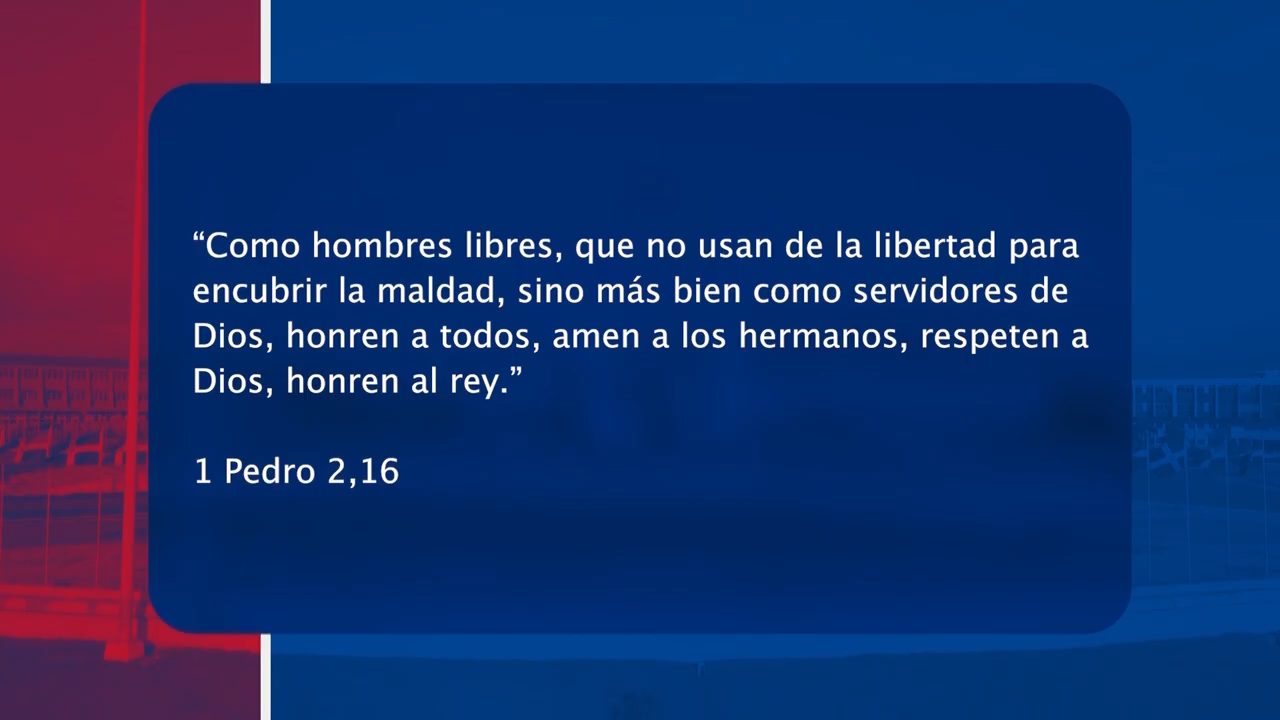 “Como hombres libres, que no usan de la libertad para
encubrir la maldad, sino más bien como servidores de
Dios, honren a todos, amen a los hermanos, respeten a
Dios, honren al rey.”
1 Pedro 2,16